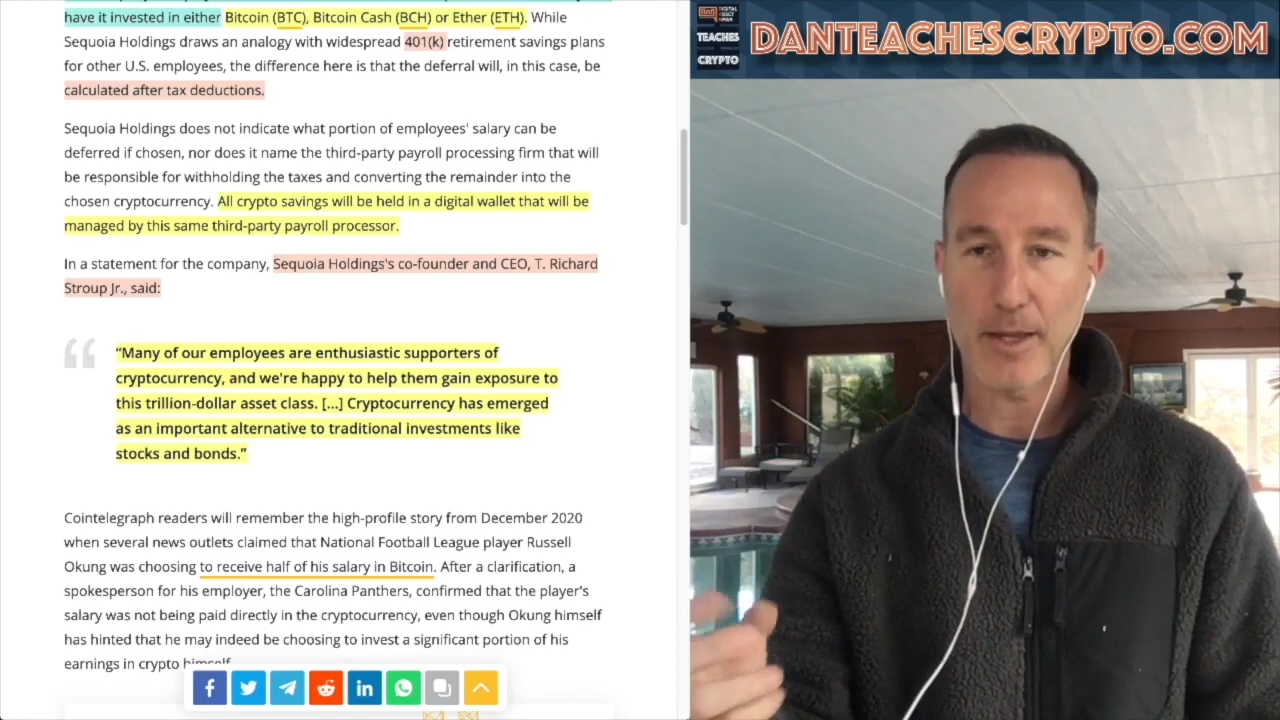 have it invested in either Bitcoin (BTC), Bitcoin Cash (BCH) or Ether (ETH). While
Sequoia Holdings draws an analogy with widespread 401(k) retirement savings plans
for other U.S. employees, the difference here is that the deferral will, in this case, be
calculated after tax deductions.
Sequoia Holdings does not indicate what portion of employees' salary can be
deferred if chosen, nor does it name the third-party payroll processing firm that will
be responsible for withholding the taxes and converting the remainder into the
chosen cryptocurrency. All crypto savings will be held in a digital wallet that will be
managed by this same third-party payroll processor.
In a statement for the company, Sequoia Holdings's co-founder and CEO, T. Richard
Stroup Jr., said:
“Many of our employees are enthusiastic supporters of
cryptocurrency, and we're happy to help them gain exposure to
this trillion-dollar asset class. [...] Cryptocurrency has emerged
as an important alternative to traditional investments like
stocks and bonds.”
Cointelegraph readers will remember the high-profile story from December 2020
when several news outlets claimed that National Football League player Russell
Okung was choosing to receive half of his salary in Bitcoin. After a clarification, a
spokesperson for his employer, the Carolina Panthers, confirmed that the player's
salary was not being paid directly in the cryptocurrency, even though Okung himself
has hinted that he may indeed be choosing to invest a significant portion of his
earnings in crypto himself
DIGITAL
ASSET
NEWS
TEACHES
CRYPTO
DANTEACHESCRYPTO.COM